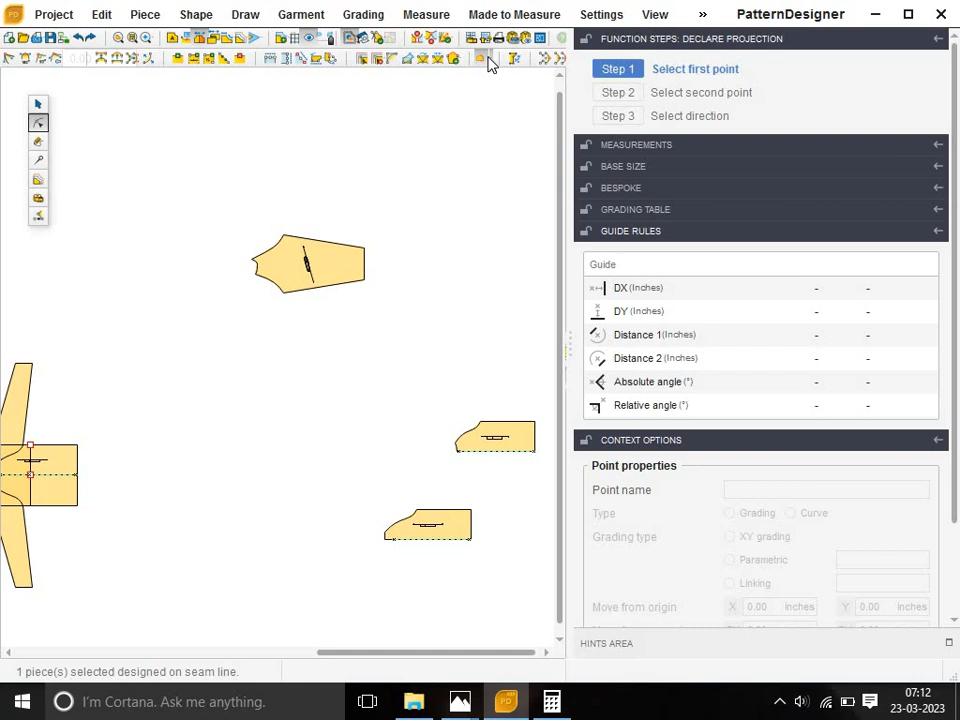 Project Edit Piece Shape Draw Garment Grading Measure Made to Measure Settings View » PatternDesigner
FUNCTION STEPS: DECLARE PROJECTION
Step 1 Select first point
Step 2 Select second point
Step 3 Select direction
MEASUREMENTS
BASE SIZE
BESPOKE
GRADING TABLE
GUIDE RULES
Guide
DX (Inches) - -
DY (Inches) - -
Distance 1(Inches) - -
Distance 2 (Inches) - -
Absolute angle (°) - -
Relative angle (°) - -
CONTEXT OPTIONS
Point properties
Point name
Type Grading Curve
Grading type XY grading
Parametric
Linking
Move from origin X 0.00 inches Y 0.00 inches
HINTS AREA
1 piece(s) selected designed on seam line.
I'm Cortana. Ask me anything.
PD
07:12
23-03-2023